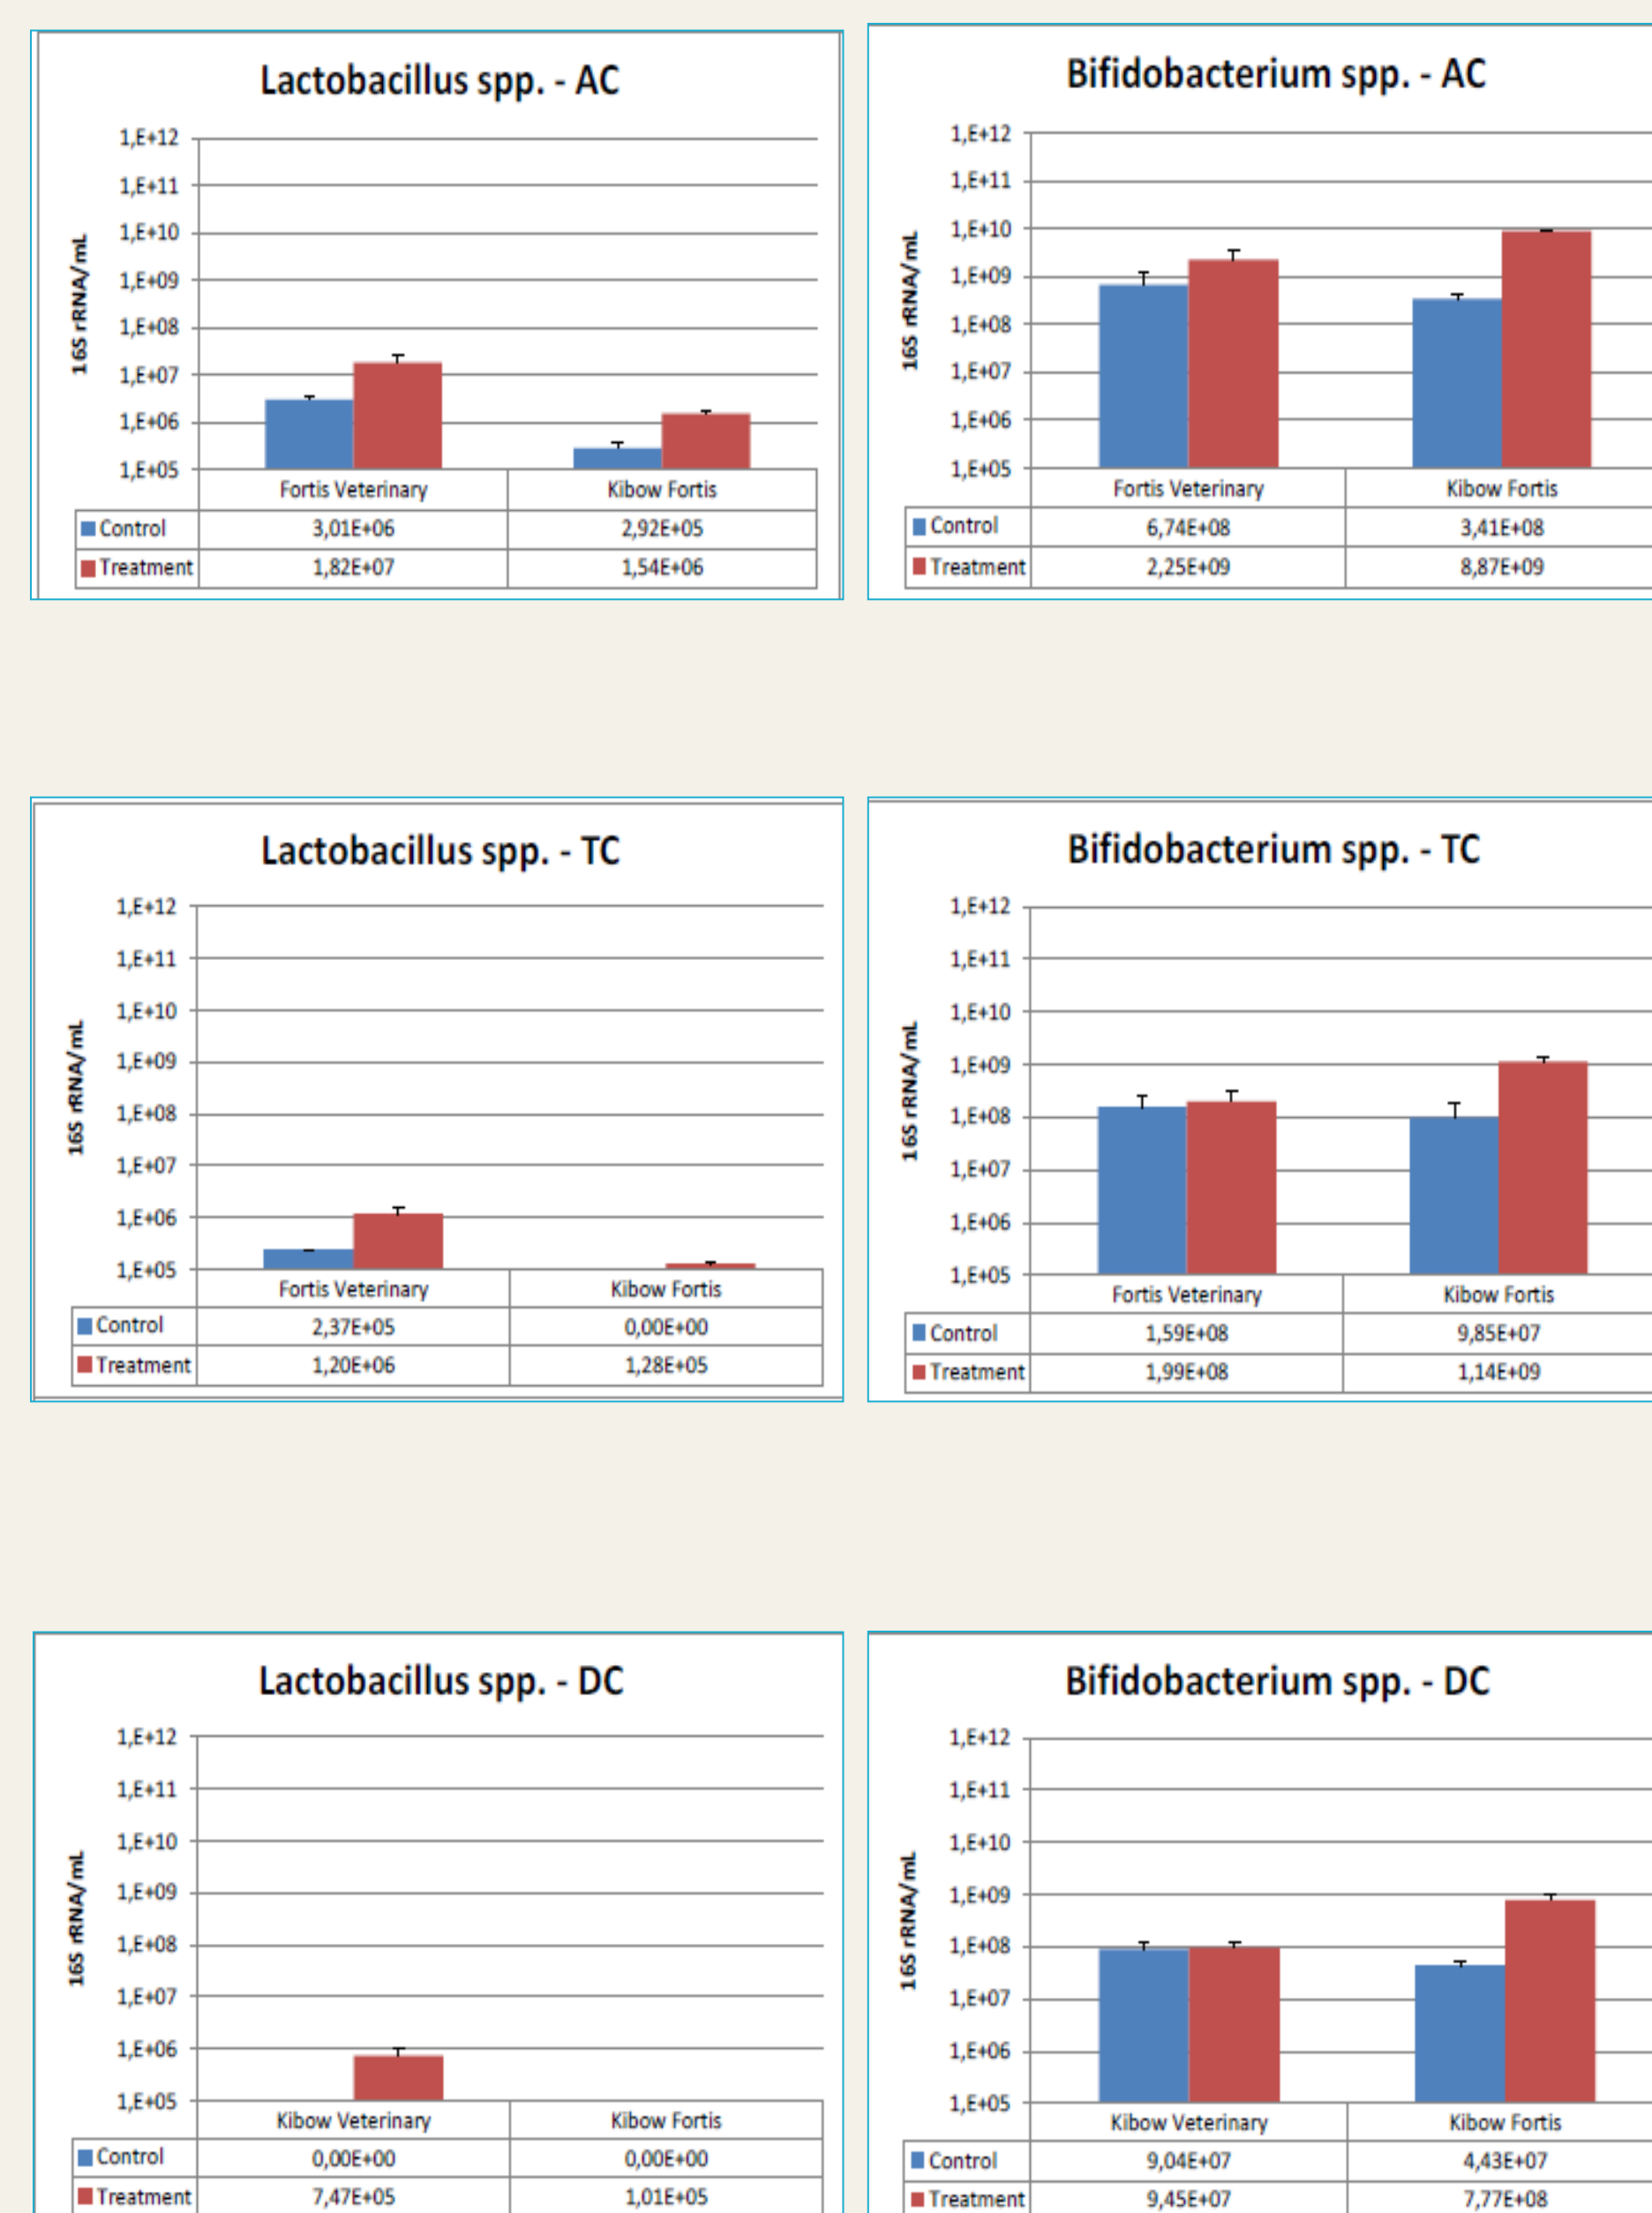 Lactobacillus spp. - AC
1,E+12
1,E+11
1,E+10
1,E+09
1,E+08
1,E+07
1,E+06
1,E+05
16S rRNA/mL
Fortis Veterinary Kibow Fortis
Control 3,01E+06 2,92E+05
Treatment 1,82E+07 1,54E+06
Bifidobacterium spp. - AC
1,E+12
1,E+11
1,E+10
1,E+09
1,E+08
1,E+07
1,E+06
1,E+05
16S rRNA/mL
Fortis Veterinary Kibow Fortis
Control 6,74E+08 3,41E+08
Treatment 2,25E+09 8,87E+09
Lactobacillus spp. - TC
1,E+12
1,E+11
1,E+10
1,E+09
1,E+08
1,E+07
1,E+06
1,E+05
16S rRNA/mL
Fortis Veterinary Kibow Fortis
Control 2,37E+05 0,00E+00
Treatment 1,20E+06 1,28E+05
Bifidobacterium spp. - TC
1,E+12
1,E+11
1,E+10
1,E+09
1,E+08
1,E+07
1,E+06
1,E+05
16S rRNA/mL
Fortis Veterinary Kibow Fortis
Control 1,59E+08 9,85E+07
Treatment 1,99E+08 1,14E+09
Lactobacillus spp. - DC
1,E+12
1,E+11
1,E+10
1,E+09
1,E+08
1,E+07
1,E+06
1,E+05
16S rRNA/mL
Kibow Veterinary Kibow Fortis
Control 0,00E+00 0,00E+00
Treatment 7,47E+05 1,01E+05
Bifidobacterium spp. - DC
1,E+12
1,E+11
1,E+10
1,E+09
1,E+08
1,E+07
1,E+06
1,E+05
16S rRNA/mL
Kibow Veterinary Kibow Fortis
Control 9,04E+07 4,43E+07
Treatment 9,45E+07 7,77E+08